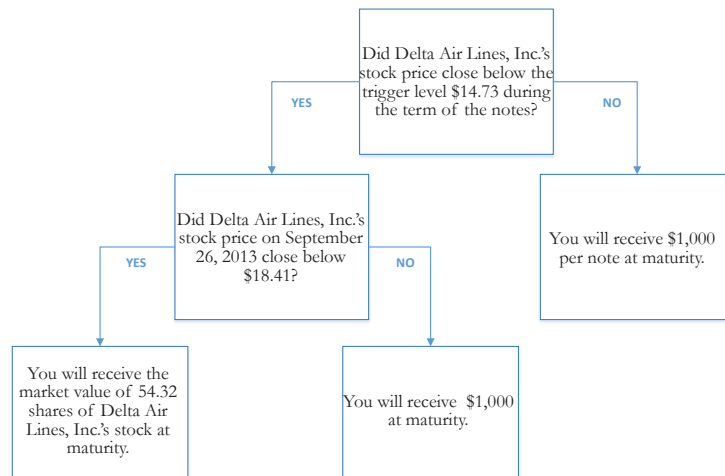 Did Delta Air Lines, Inc.'s
stock price close below the
trigger level $14.73 during
the term of the notes?
YES
NO
Did Delta Air Lines, Inc.'s
stock price on September
26, 2013 close below
$18.41?
You will receive $1,000
per note at maturity.
YES
NO
You will receive the
market value of 54.32
shares of Delta Air
Lines, Inc.'s stock at
maturity.
You will receive $1,000
at maturity.